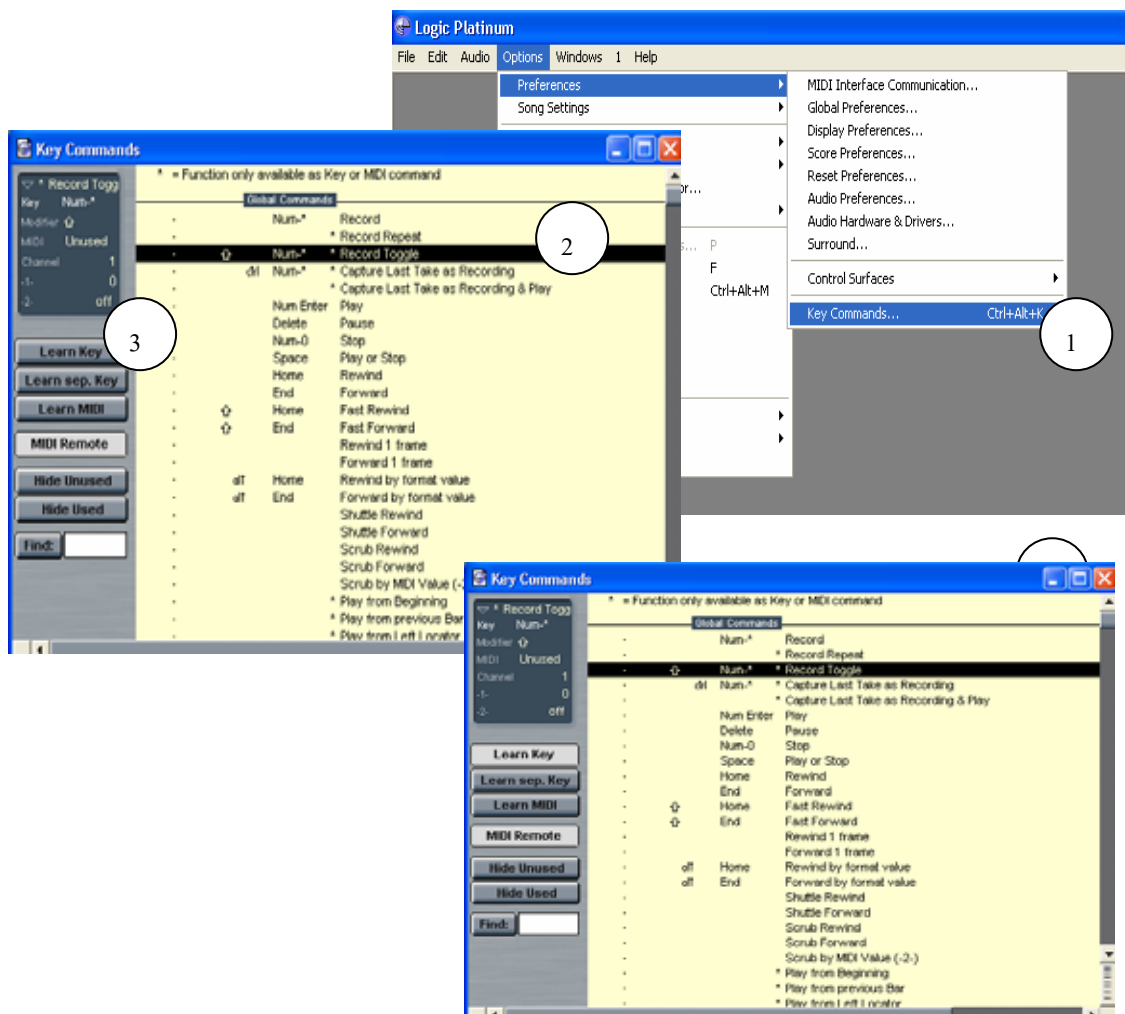 Logic Platinum
File Edit Audio Options Windows 1 Help
Preferences
Song Settings
MIDI Interface Communication...
Global Preferences...
Display Preferences...
Score Preferences...
Reset Preferences...
Audio Preferences...
Audio Hardware & Drivers...
Surround...
Control Surfaces
Key Commands... Ctrl+Alt+K
1
P
F
Ctrl+Alt+M
Key Commands
* Record Togg
Key Num-*
Modifier
MIDI Unused
Channel 1
-1- 0
-2- off
3
Learn Key
Learn sep. Key
Learn MIDI
MIDI Remote
Hide Unused
Hide Used
Find:
* = Function only available as Key or MIDI command
Global Commands
Num-* Record
* Record Repeat
2
Num-* * Record Toggle
ctrl Num-* * Capture Last Take as Recording
* Capture Last Take as Recording & Play
Num Enter Play
Delete Pause
Num-0 Stop
Space Play or Stop
Home Rewind
End Forward
Home Fast Rewind
End Fast Forward
Rewind 1 frame
Forward 1 frame
alt Home Rewind by format value
alt End Forward by format value
Shuttle Rewind
Shuttle Forward
Scrub Rewind
Scrub Forward
Scrub by MIDI Value (-2
* Play from Beginning
* Play from previous Bar
* Play from Left Locator
Key Commands
* Record Togg
Key Num-*
Modifier
MIDI Unused
Channel 1
-1- 0
-2- off
Learn Key
Learn sep. Key
Learn MIDI
MIDI Remote
Hide Unused
Hide Used
Find:
* = Function only available as Key or MIDI command
Global Commands
Num-* Record
* Record Repeat
Num-* * Record Toggle
ctrl Num-* * Capture Last Take as Recording
* Capture Last Take as Recording & Play
Num Enter Play
Delete Pause
Num-0 Stop
Space Play or Stop
Home Rewind
End Forward
Home Fast Rewind
End Fast Forward
Rewind 1 frame
Forward 1 frame
alt Home Rewind by format value
alt End Forward by format value
Shuttle Rewind
Shuttle Forward
Scrub Rewind
Scrub Forward
Scrub by MIDI Value (-2-)
* Play from Beginning
* Play from previous Bar
* Play from Left Locator